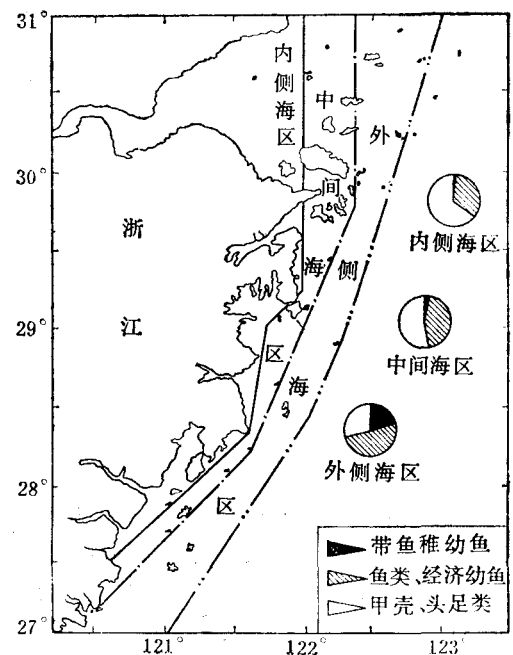 31°
30°
29°
28°
27°
121°
122°
123°
内侧海区
中间海区
外侧海区
浙江
内侧海区
中间海区
外侧海区
带鱼稚幼鱼
鱼类、经济幼鱼
甲壳、头足类